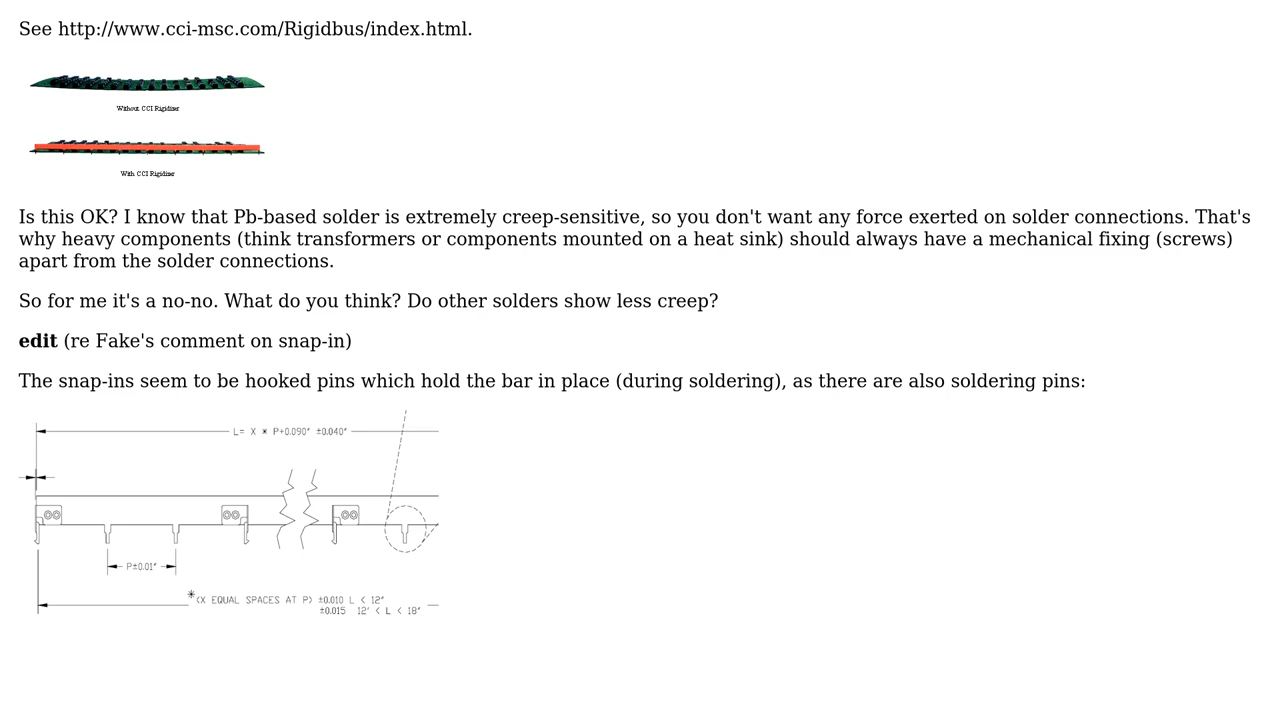 See http://www.cci-msc.com/Rigidbus/index.html.
Without CCI Rigidizer
With CCI Rigidizer
Is this OK? I know that Pb-based solder is extremely creep-sensitive, so you don't want any force exerted on solder connections. That's
why heavy components (think transformers or components mounted on a heat sink) should always have a mechanical fixing (screws)
apart from the solder connections.
So for me it's a no-no. What do you think? Do other solders show less creep?
edit (re Fake's comment on snap-in)
The snap-ins seem to be hooked pins which hold the bar in place (during soldering), as there are also soldering pins:
L= X * P+0.090" ±0.040"
P±0.01"
*(X EQUAL SPACES AT P) ±0.010 L < 12"
±0.015 12' < L < 18"